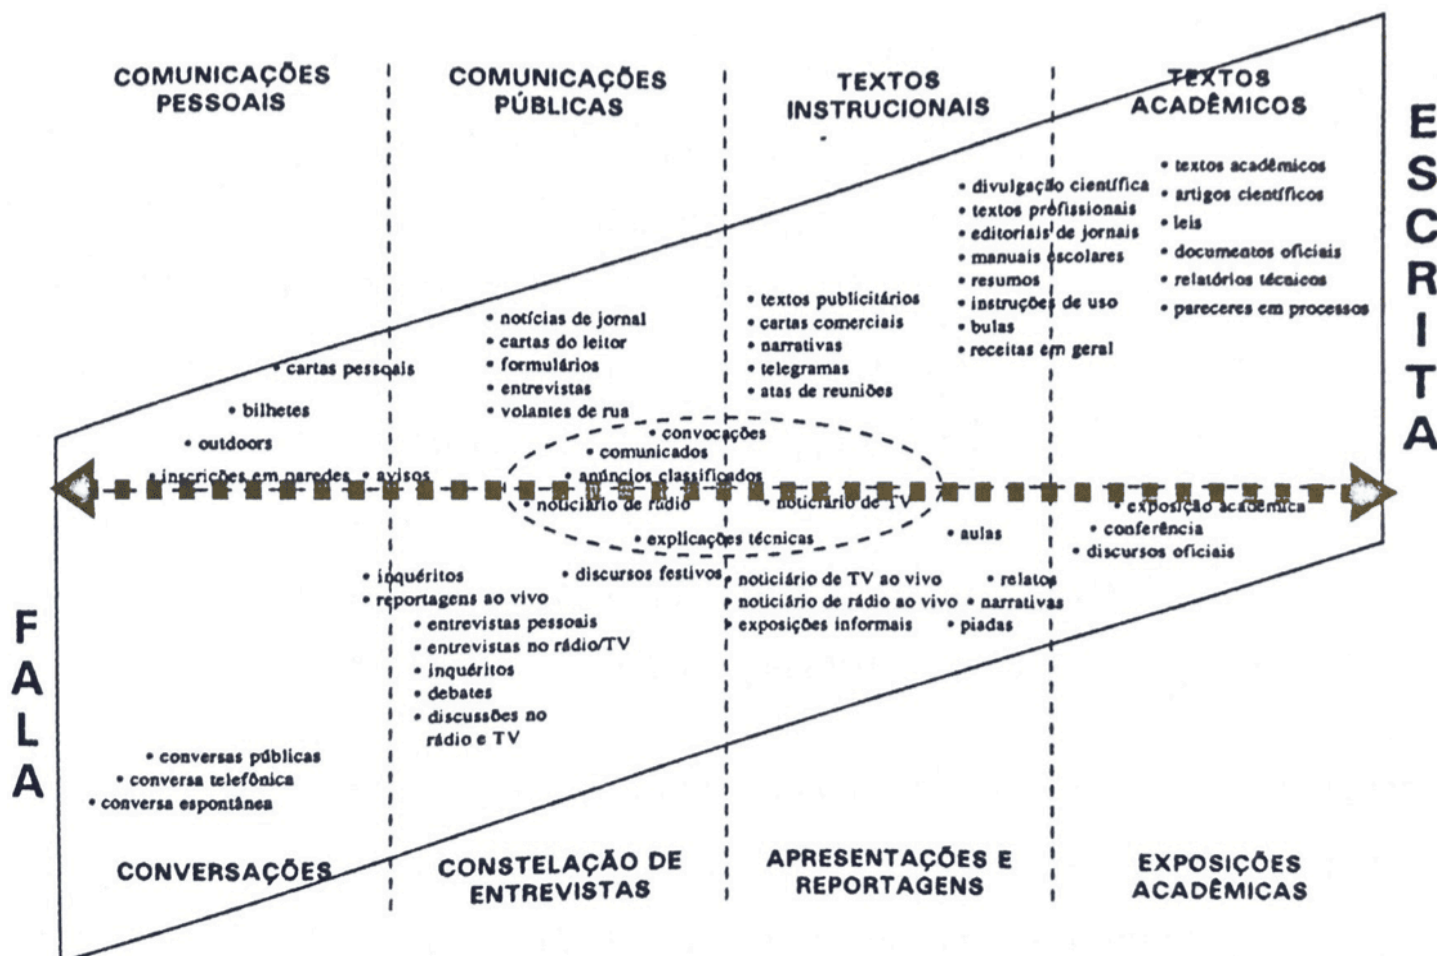 COMUNICAÇÕES
PESSOAIS
COMUNICAÇÕES
PÚBLICAS
TEXTOS
INSTRUCIONAIS
TEXTOS
ACADÊMICOS
ESCRITA
• textos acadêmicos
• artigos científicos
• leis
• documentos oficiais
• relatórios técnicos
• pareceres em processos
• divulgação científica
• textos profissionais
• editoriais de jornais
• manuais escolares
• resumos
• instruções de uso
• bulas
• receitas em geral
• textos publicitários
• cartas comerciais
• narrativas
• telegramas
• atas de reuniões
• notícias de jornal
• cartas do leitor
• formulários
• entrevistas
• volantes de rua
• cartas pessoais
• bilhetes
• outdoors
• inscrições em paredes • avisos
• convocações
• comunicados
• anúncios classificados
• noticiário de rádio • noticiário de TV
• explicações técnicas
• exposição acadêmica
• conferência
• discursos oficiais
• aulas
• inquéritos
• reportagens ao vivo
• discursos festivos
• entrevistas pessoais
• entrevistas no rádio/TV
• inquéritos
• debates
• discussões no
rádio e TV
• noticiário de TV ao vivo • relatos
• noticiário de rádio ao vivo • narrativas
• exposições informais • piadas
FALA
• conversas públicas
• conversa telefônica
• conversa espontânea
CONVERSAÇÕES
CONSTELAÇÃO DE
ENTREVISTAS
APRESENTAÇÕES E
REPORTAGENS
EXPOSIÇÕES
ACADÊMICAS